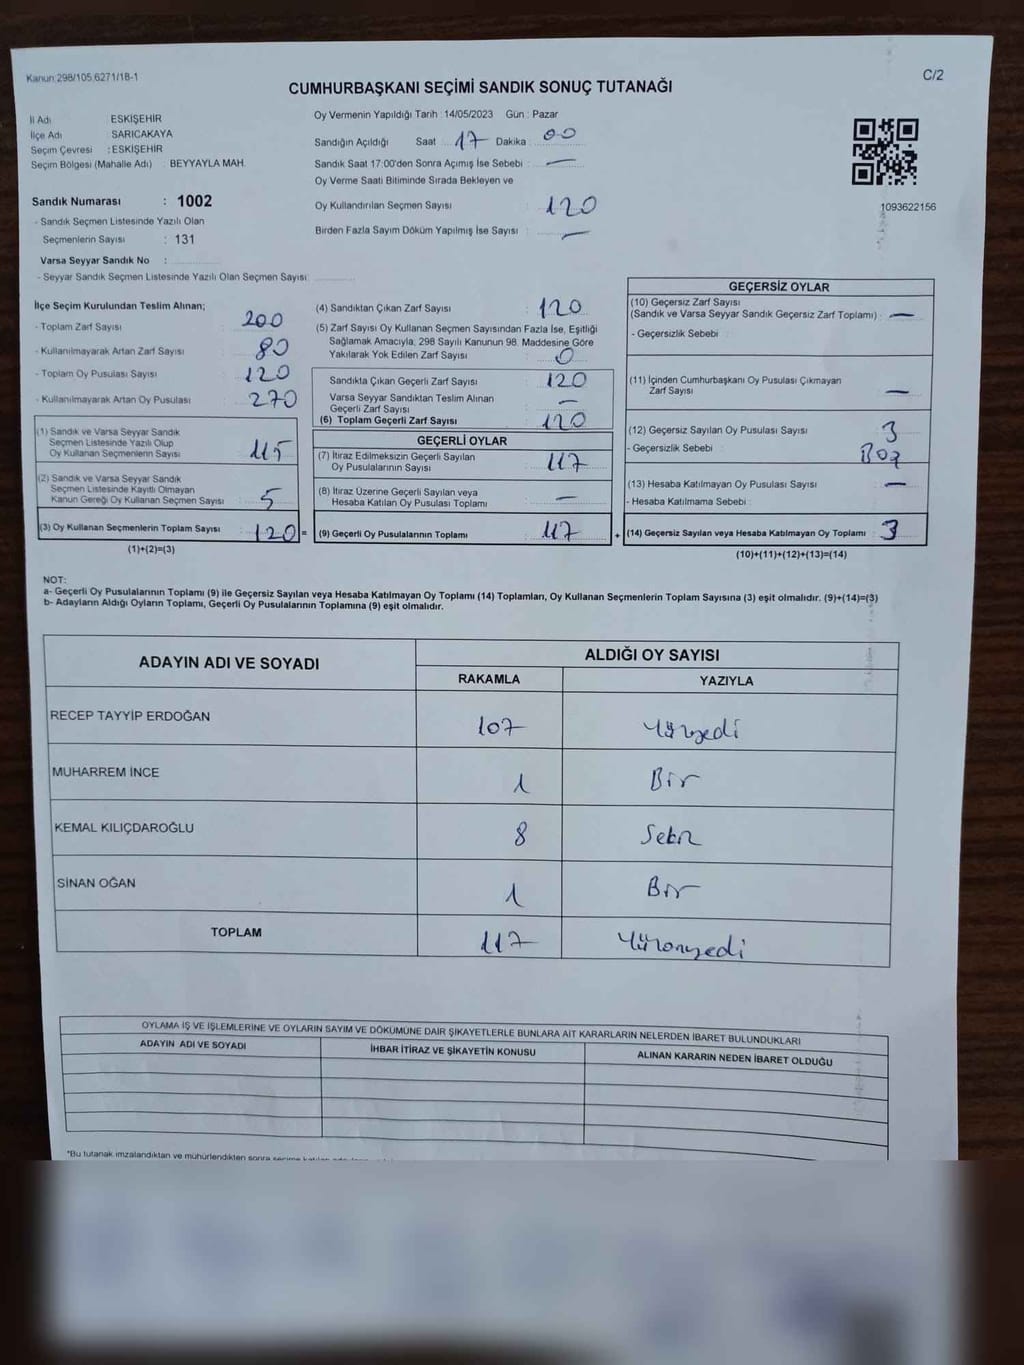 Kanun:298/105,6271/18-1
C/2
CUMHURBAŞKANI SEÇİMİ SANDIK SONUÇ TUTANAĞI
İl Adı ESKİŞEHİR
İlçe Adı : SARICAKAYA
Seçim Çevresi : ESKİŞEHİR
Seçim Bölgesi (Mahalle Adı) : BEYYAYLA MAH.
Sandık Numarası : 1002
- Sandık Seçmen Listesinde Yazılı Olan
Seçmenlerin Sayısı : 131
Varsa Seyyar Sandık No :
- Seyyar Sandık Seçmen Listesinde Yazılı Olan Seçmen Sayısı:
Oy Vermenin Yapıldığı Tarih :14/05/2023 Gün : Pazar
Sandığın Açıldığı Saat 17 Dakika 00
Sandık Saat 17:00'den Sonra Açımış İse Sebebi : —
Oy Verme Saati Bitiminde Sırada Bekleyen ve
Oy Kullandırılan Seçmen Sayısı : 120
Birden Fazla Sayım Döküm Yapılmış İse Sayısı : —
1093622156
İlçe Seçim Kurulundan Teslim Alınan;
- Toplam Zarf Sayısı : 200
- Kullanılmayarak Artan Zarf Sayısı : 80
- Toplam Oy Pusulası Sayısı : 120
- Kullanılmayarak Artan Oy Pusulası : 270
(1) Sandık ve Varsa Seyyar Sandık
Seçmen Listesinde Yazılı Olup
Oy Kullanan Seçmenlerin Sayısı : 115
(2) Sandık ve Varsa Seyyar Sandık
Seçmen Listesinde Kayıtlı Olmayan
Kanun Gereği Oy Kullanan Seçmen Sayısı : 5
(3) Oy Kullanan Seçmenlerin Toplam Sayısı 120 =
(1)+(2)=(3)
(4) Sandıktan Çıkan Zarf Sayısı : 120
(5) Zarf Sayısı Oy Kullanan Seçmen Sayısından Fazla İse, Eşitliği
Sağlamak Amacıyla, 298 Sayılı Kanunun 98. Maddesine Göre
Yakılarak Yok Edilen Zarf Sayısı : 0
Sandıkta Çıkan Geçerli Zarf Sayısı : 120
Varsa Seyyar Sandıktan Teslim Alınan
Geçerli Zarf Sayısı : —
(6) Toplam Geçerli Zarf Sayısı : 120
GEÇERLİ OYLAR
(7) İtiraz Edilmeksizin Geçerli Sayılan
Oy Pusulalarının Sayısı : 117
(8) İtiraz Üzerine Geçerli Sayılan veya
Hesaba Katılan Oy Pusulaları Toplamı : —
(9) Geçerli Oy Pusulalarının Toplamı : 117 +
GEÇERSİZ OYLAR
(10) Geçersiz Zarf Sayısı
(Sandık ve Varsa Seyyar Sandık Geçersiz Zarf Toplamı) : —
- Geçersizlik Sebebi :
(11) İçinden Cumhurbaşkanı Oy Pusulası Çıkmayan
Zarf Sayısı : —
(12) Geçersiz Sayılan Oy Pusulası Sayısı : 3
- Geçersizlik Sebebi :
(13) Hesaba Katılmayan Oy Pusulası Sayısı : —
- Hesaba Katılmama Sebebi :
(14) Geçersiz Sayılan veya Hesaba Katılmayan Oy Toplamı : 3
(10)+(11)+(12)+(13)=(14)
NOT:
a- Geçerli Oy Pusulalarının Toplamı (9) ile Geçersiz Sayılan veya Hesaba Katılmayan Oy Toplamı (14) Toplamları, Oy Kullanan Seçmenlerin Toplam Sayısına (3) eşit olmalıdır. (9)+(14)=(3)
b- Adayların Aldığı Oyların Toplamı, Geçerli Oy Pusulalarının Toplamına (9) eşit olmalıdır.
ADAYIN ADI VE SOYADI ALDIĞI OY SAYISI
RAKAMLA YAZIYLA
RECEP TAYYİP ERDOĞAN 107 Yüzyedi
MUHARREM İNCE 1 Bir
KEMAL KILIÇDAROĞLU 8 Sekiz
SİNAN OĞAN 1 Bir
TOPLAM 117 Yüzonyedi
OYLAMA İŞ VE İŞLEMLERİNE VE OYLARIN SAYIM VE DÖKÜMÜNE DAİR ŞİKAYETLERLE BUNLARA AİT KARARLARIN NELERDEN İBARET BULUNDUKLARI
ADAYIN ADI VE SOYADI İHBAR İTİRAZ VE ŞİKAYETİN KONUSU ALINAN KARARIN NEDEN İBARET OLDUĞU
*Bu tutanak imzalandıktan ve mühürlendikten sonra